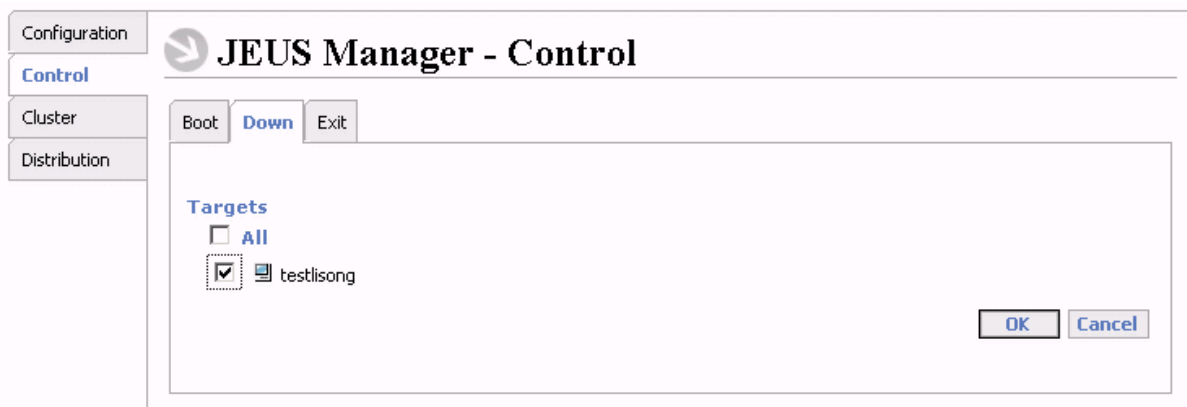 Configuration
Control
Cluster
Distribution
JEUS Manager - Control
Boot Down Exit
Targets
All
testlisong
OK Cancel